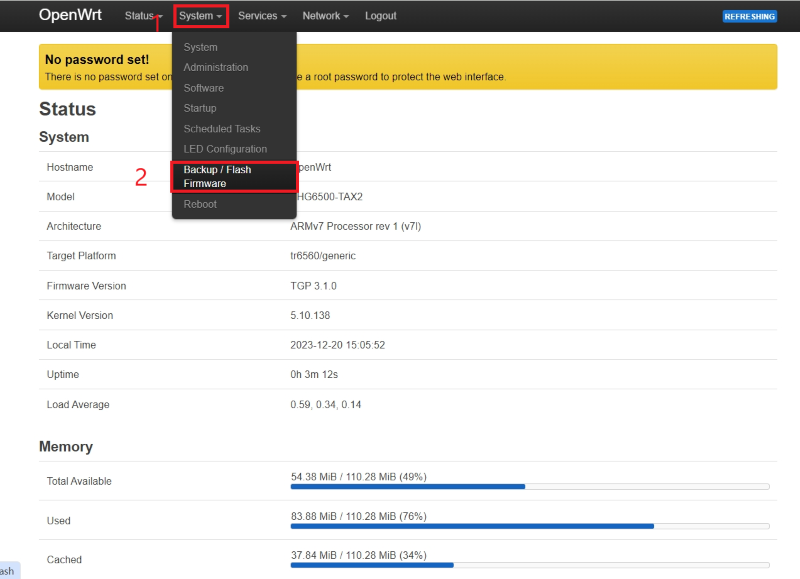 OpenWrt Status System Services Network Logout REFRESHING
1
System
Administration
Software
Startup
Scheduled Tasks
LED Configuration
Backup / Flash
Firmware
Reboot
2
No password set!
There is no password set on e a root password to protect the web interface.
Status
System
Hostname penWrt
Model HG6500-TAX2
Architecture ARMv7 Processor rev 1 (v7l)
Target Platform tr6560/generic
Firmware Version TGP 3.1.0
Kernel Version 5.10.138
Local Time 2023-12-20 15:05:52
Uptime 0h 3m 12s
Load Average 0.59, 0.34, 0.14
Memory
Total Available 54.38 MiB / 110.28 MiB (49%)
Used 83.88 MiB / 110.28 MiB (76%)
Cached 37.84 MiB / 110.28 MiB (34%)
ash